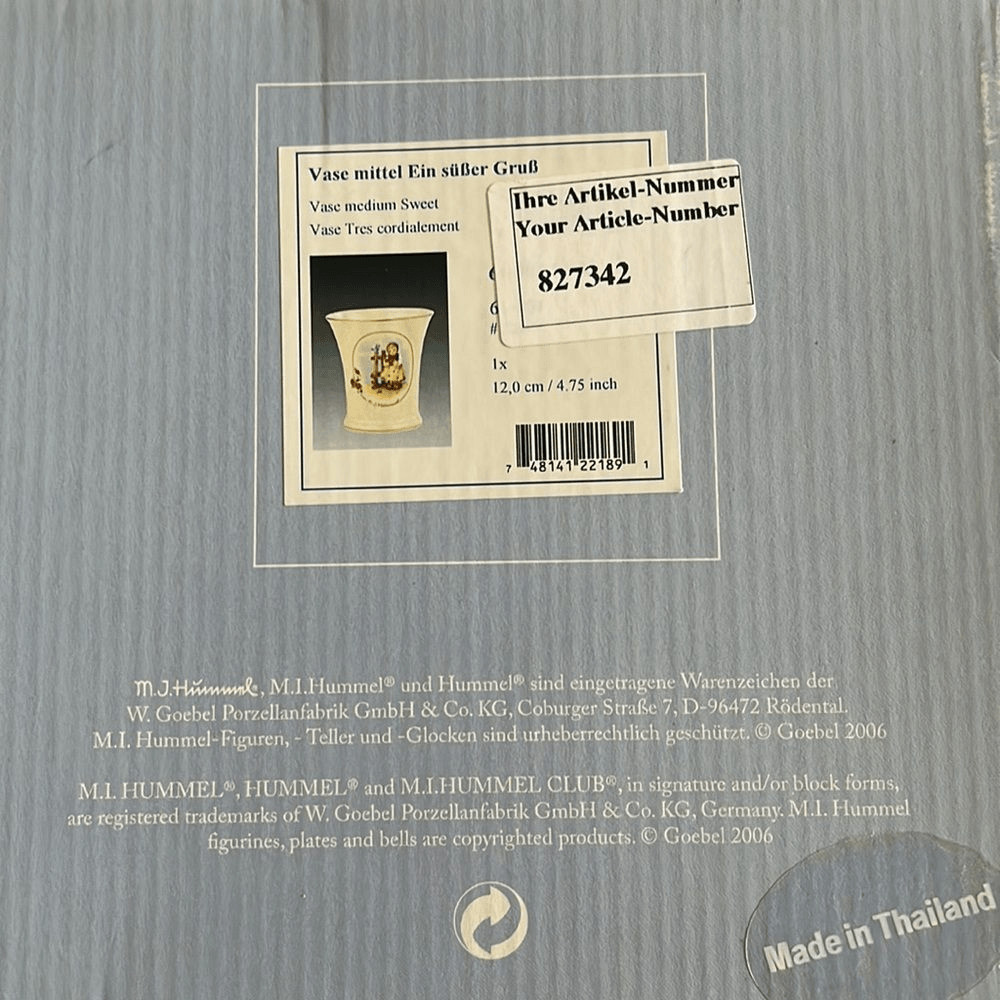 Vase mittel Ein süßer Gruß
Vase medium Sweet
Vase Tres cordialement
Ihre Artikel-Nummer
Your Article-Number
827342
6
#
1x
12,0 cm / 4.75 inch
7 48141 22189 1
M.J.Hummel, M.I.Hummel® und Hummel® sind eingetragene Warenzeichen der
W. Goebel Porzellanfabrik GmbH & Co. KG, Coburger Straße 7, D-96472 Rödental.
M.I. Hummel-Figuren, - Teller und -Glocken sind urheberrechtlich geschützt. © Goebel 2006
M.I. HUMMEL®, HUMMEL® and M.I.HUMMEL CLUB®, in signature and/or block forms,
are registered trademarks of W. Goebel Porzellanfabrik GmbH & Co. KG, Germany. M.I. Hummel
figurines, plates and bells are copyrighted products. © Goebel 2006
Made in Thailand